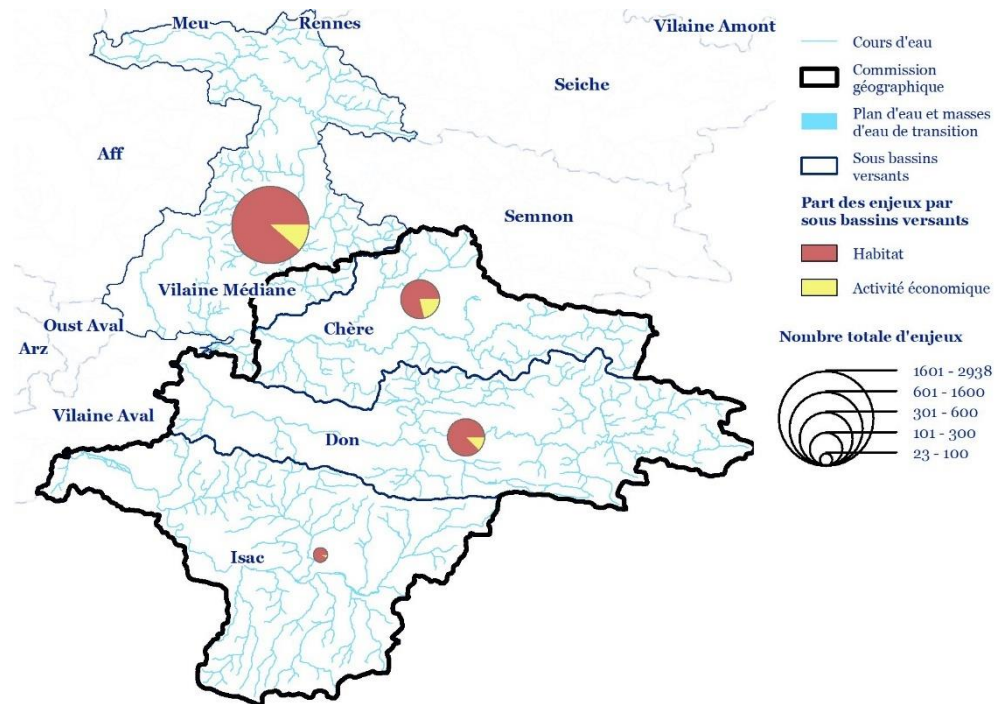 Meu
Rennes
Vilaine Amont
Seiche
Aff
Semnon
Vilaine Médiane
Oust Aval
Chère
Arz
Vilaine Aval
Don
Isac
Cours d'eau
Commission
géographique
Plan d'eau et masses
d'eau de transition
Sous bassins
versants
Part des enjeux par
sous bassins versants
Habitat
Activité économique
Nombre totale d'enjeux
1601 - 2938
601 - 1600
301 - 600
101 - 300
23 - 100